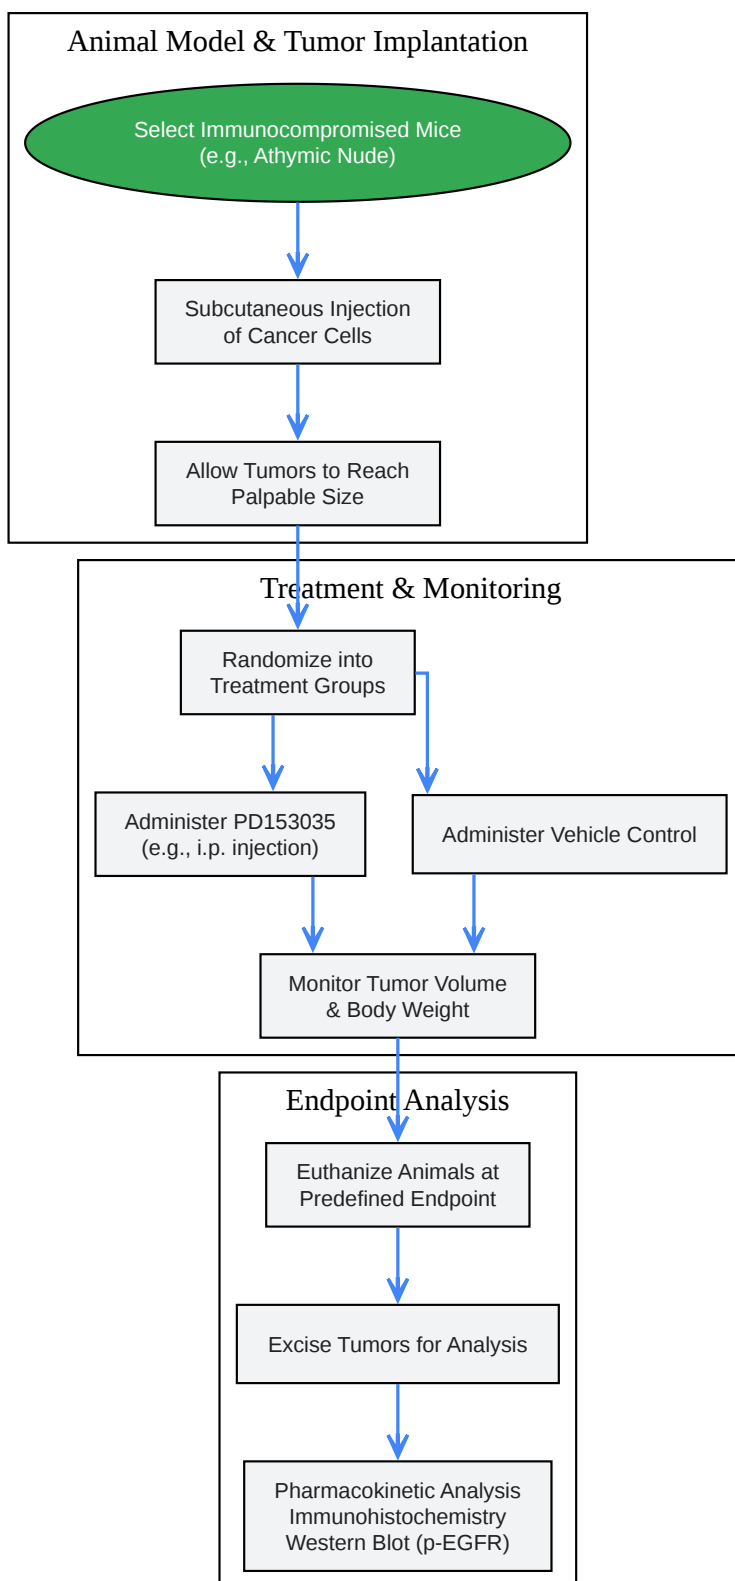 Animal Model & Tumor Implantation
Select Immunocompromised Mice
(e.g., Athymic Nude)
Subcutaneous Injection
of Cancer Cells
Allow Tumors to Reach
Palpable Size
Treatment & Monitoring
Randomize into
Treatment Groups
Administer PD153035
(e.g., i.p. injection)
Administer Vehicle Control
Monitor Tumor Volume
& Body Weight
Endpoint Analysis
Euthanize Animals at
Predefined Endpoint
Excise Tumors for Analysis
Pharmacokinetic Analysis
Immunohistochemistry
Western Blot (p-EGFR)